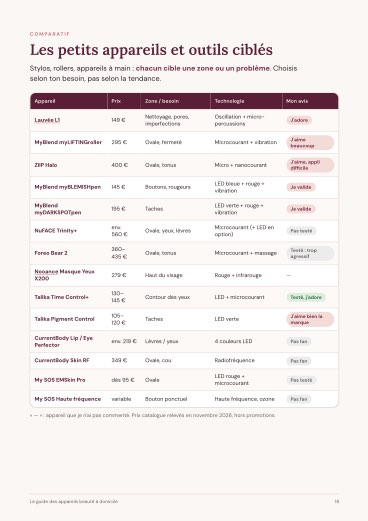 COMPARATIF
Les petits appareils et outils ciblés
Stylos, rollers, appareils à main : chacun cible une zone ou un problème. Choisis
selon ton besoin, pas selon la tendance.
Appareil Prix Zone / besoin Technologie Mon avis
Lauvée L1 149 € Nettoyage, pores, imperfections Oscillation + micro-percussions J'adore
MyBlend myLIFTINGroller 295 € Ovale, fermeté Microcourant + vibration J'aime beaucoup
ZIIP Halo 400 € Ovale, tonus Micro + nanocourant J'aime, appli difficile
MyBlend myBLEMISHpen 145 € Boutons, rougeurs LED bleue + rouge + vibration Je valide
MyBlend myDARKSPOTpen 195 € Taches LED verte + rouge + vibration Je valide
NuFACE Trinity+ env. 560 € Ovale, yeux, lèvres Microcourant (+ LED en option) Pas testé
Foreo Bear 2 360–435 € Ovale, tonus Microcourant + massage Testé : trop agressif
Nooance Masque Yeux X200 279 € Haut du visage Rouge + infrarouge —
Talika Time Control+ 130–145 € Contour des yeux LED + microcourant Testé, j'adore
Talika Pigment Control 105–120 € Taches LED verte J'aime bien la marque
CurrentBody Lip / Eye Perfector env. 219 € Lèvres / yeux 4 couleurs LED Pas fan
CurrentBody Skin RF 349 € Ovale, cou Radiofréquence Pas fan
My SOS EMSkin Pro dès 95 € Ovale LED rouge + microcourant Pas testé
My SOS Haute fréquence variable Bouton ponctuel Haute fréquence, ozone Pas fan
« — » : appareil que je n'ai pas commenté. Prix catalogue relevés en novembre 2026, hors promotions.
Le guide des appareils beauté à domicile